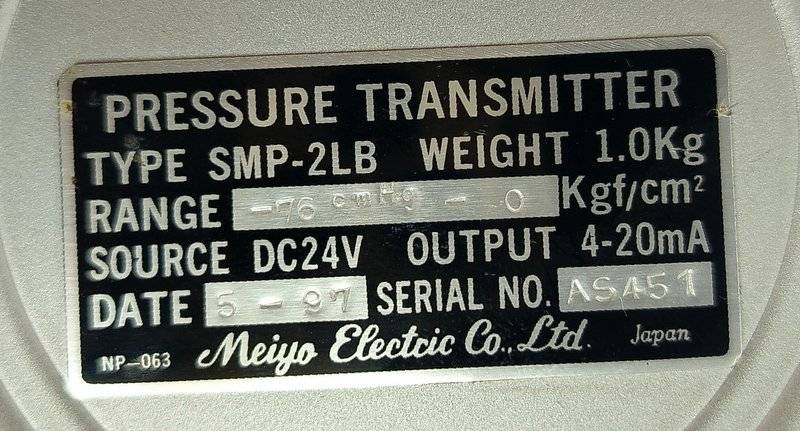 PRESSURE TRANSMITTER
TYPE SMP-2LB WEIGHT 1.0Kg
RANGE -76 cmHg - 0 Kgf/cm²
SOURCE DC24V OUTPUT 4-20mA
DATE 5-97 SERIAL NO. AS451
NP-063 Meiyo Electric Co., Ltd. Japan